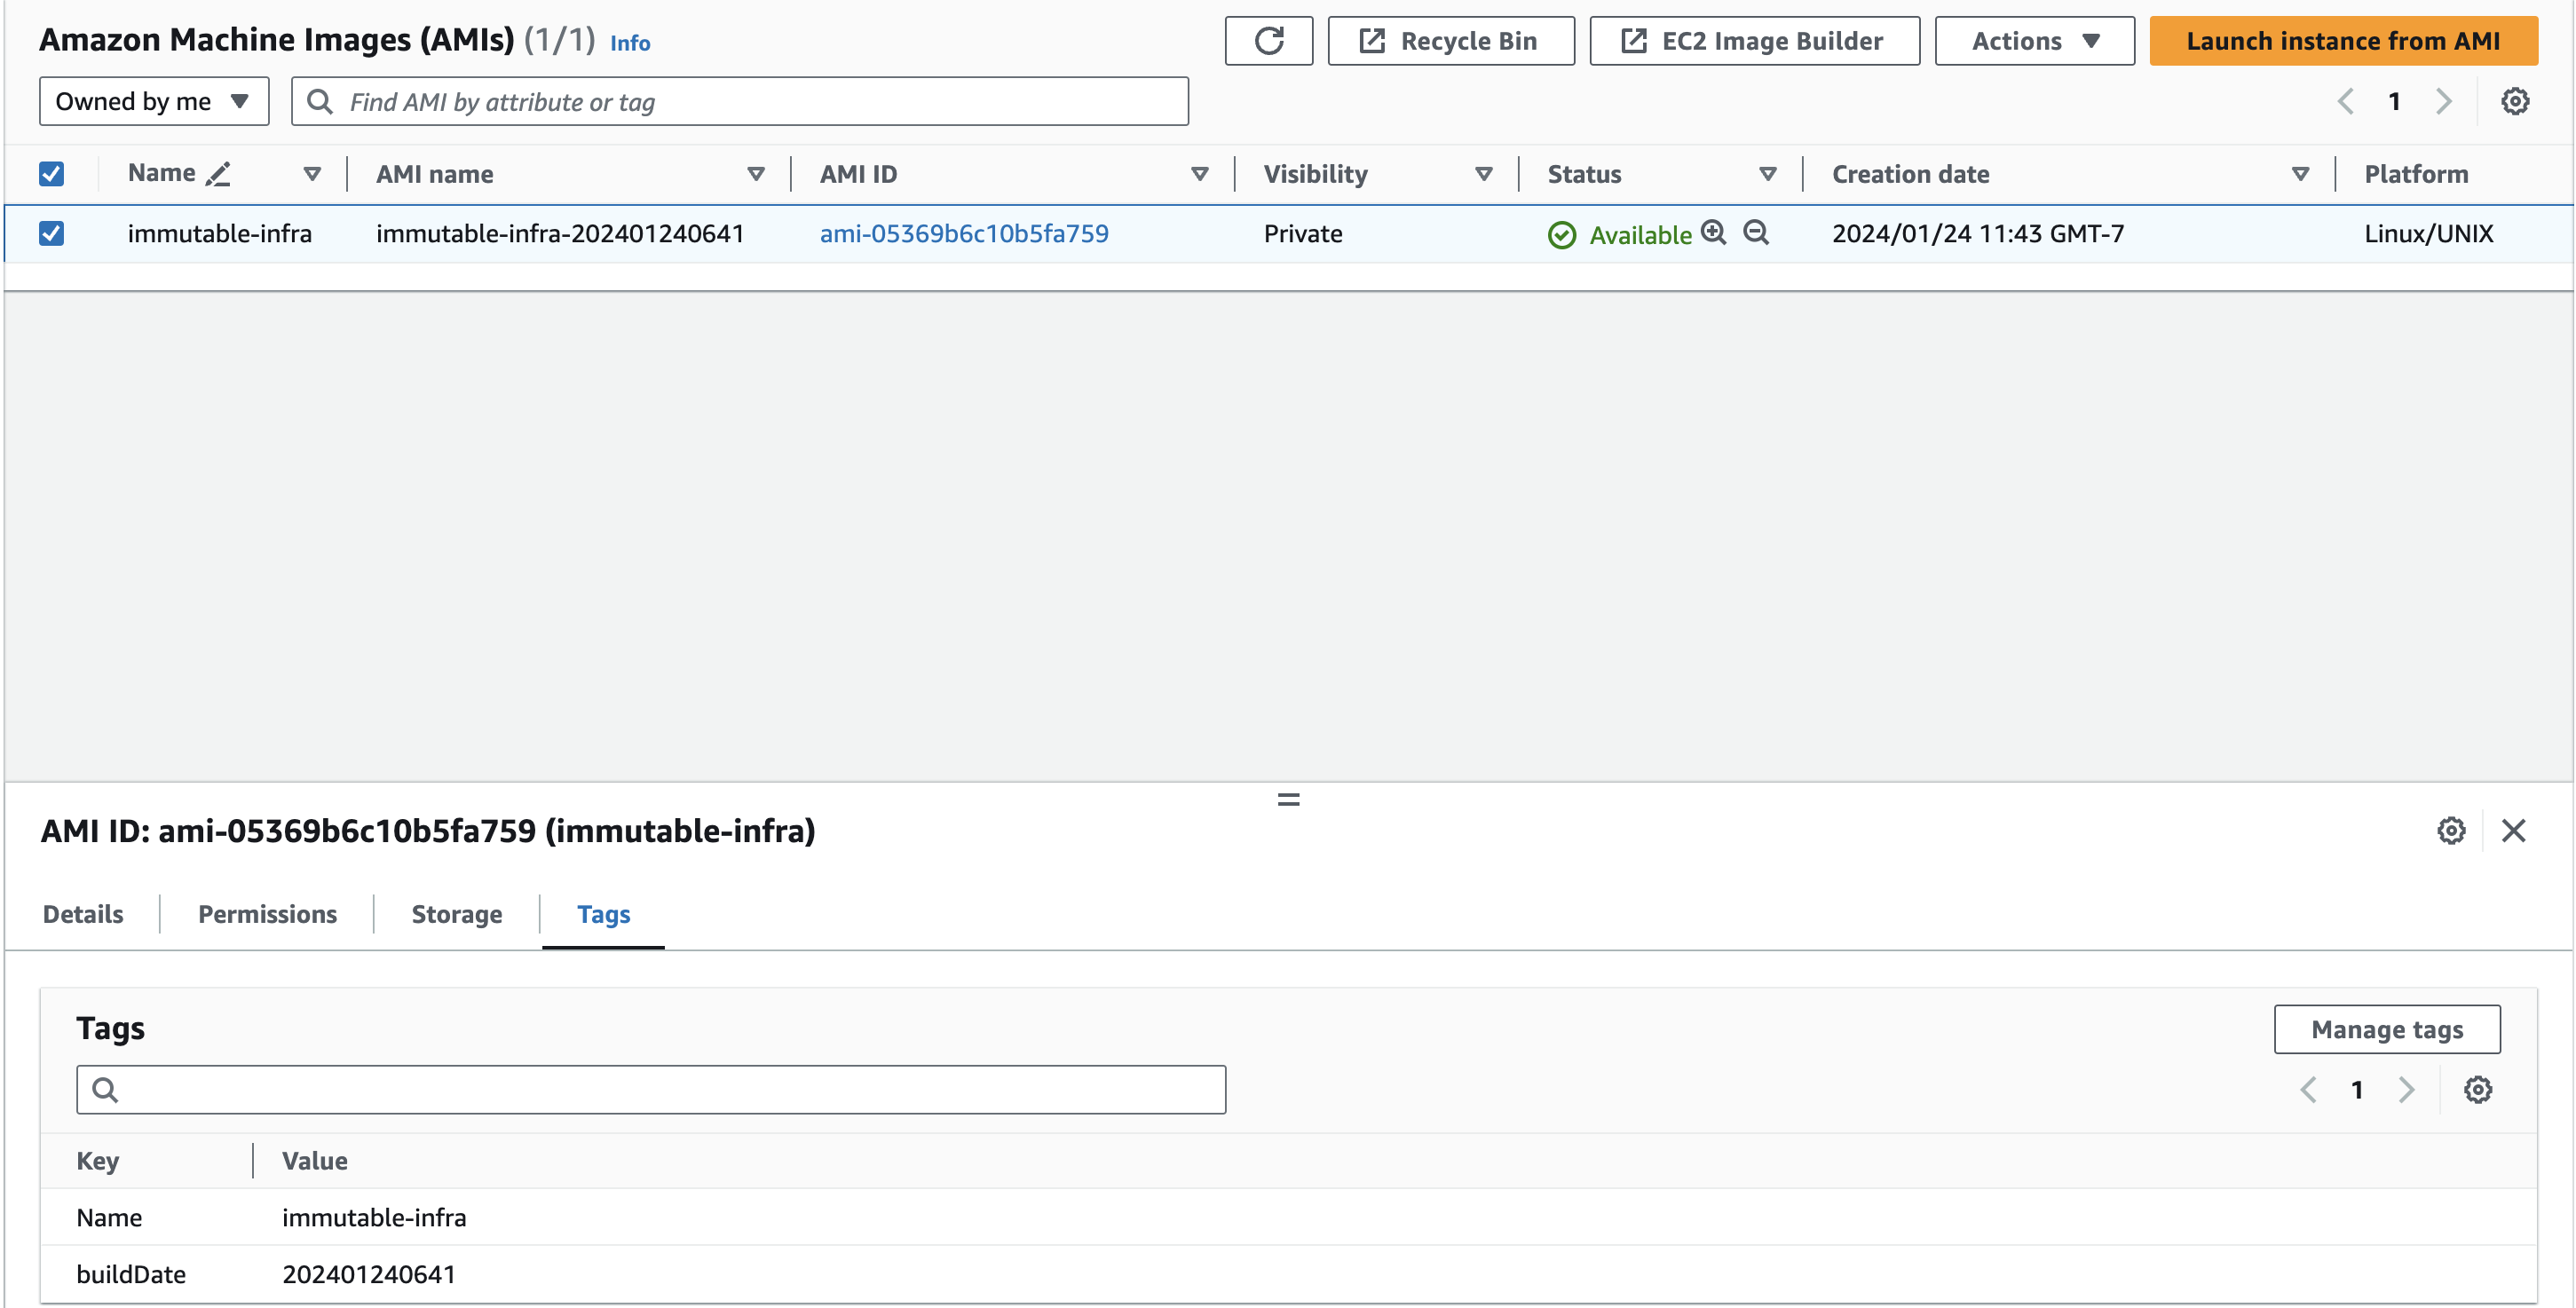 Amazon Machine Images (AMIs) (1/1) Info
Recycle Bin EC2 Image Builder Actions Launch instance from AMI
Owned by me Find AMI by attribute or tag 1
Name AMI name AMI ID Visibility Status Creation date Platform
immutable-infra immutable-infra-202401240641 ami-05369b6c10b5fa759 Private Available 2024/01/24 11:43 GMT-7 Linux/UNIX
AMI ID: ami-05369b6c10b5fa759 (immutable-infra)
Details Permissions Storage Tags
Tags Manage tags
1
Key Value
Name immutable-infra
buildDate 202401240641